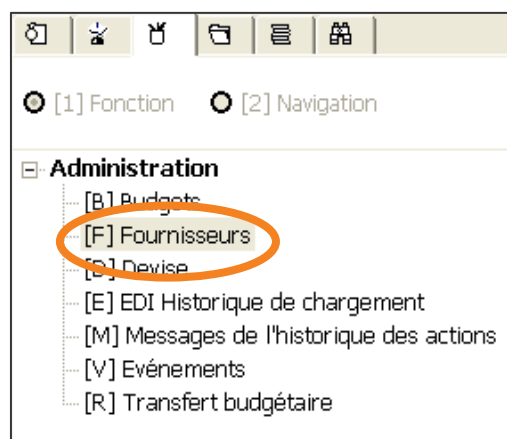 [1] Fonction [2] Navigation
Administration
[B] Budgets
[F] Fournisseurs
[D] Devise
[E] EDI Historique de chargement
[M] Messages de l'historique des actions
[V] Evénements
[R] Transfert budgétaire